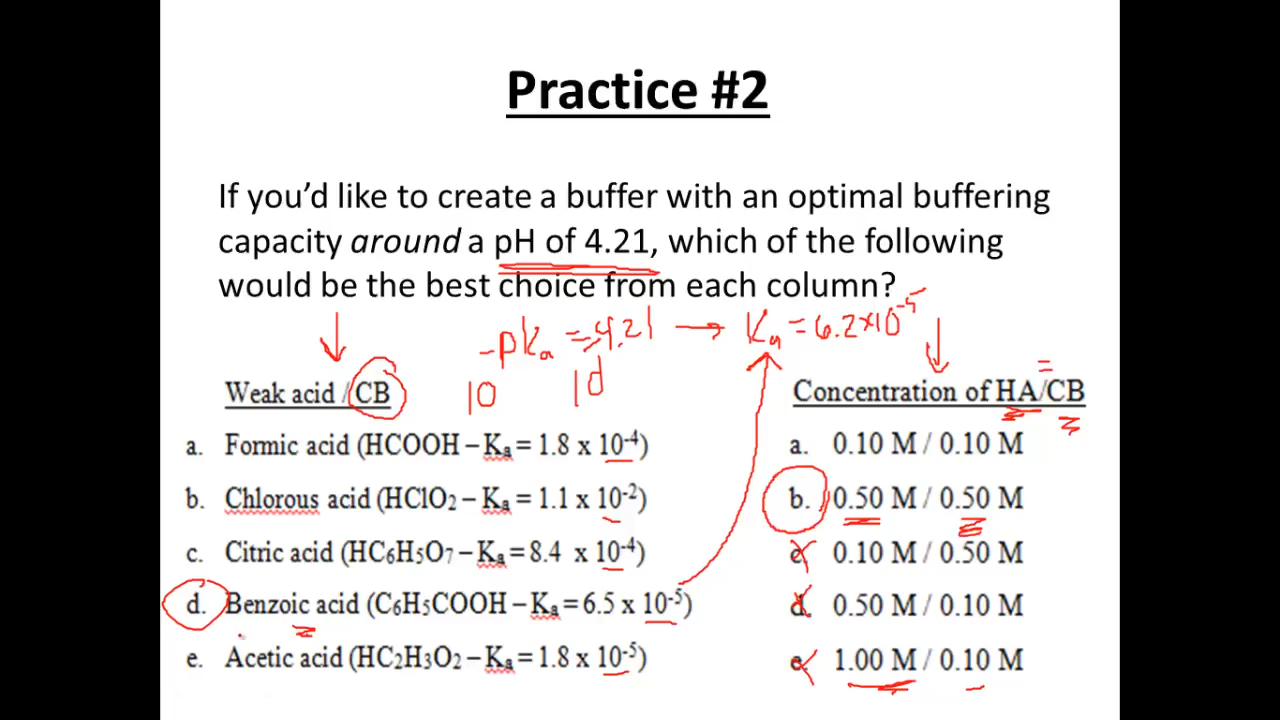 Practice #2
If you'd like to create a buffer with an optimal buffering
capacity around a pH of 4.21, which of the following
would be the best choice from each column?
-pKa = -4.21 → Ka = 6.2×10^-5
10 10
Weak acid / CB
a. Formic acid (HCOOH – Ka = 1.8 x 10^-4)
b. Chlorous acid (HClO2 – Ka = 1.1 x 10^-2)
c. Citric acid (HC6H5O7 – Ka = 8.4 x 10^-4)
d. Benzoic acid (C6H5COOH – Ka = 6.5 x 10^-5)
e. Acetic acid (HC2H3O2 – Ka = 1.8 x 10^-5)
Concentration of HA/CB
a. 0.10 M / 0.10 M
b. 0.50 M / 0.50 M
c. 0.10 M / 0.50 M
d. 0.50 M / 0.10 M
e. 1.00 M / 0.10 M